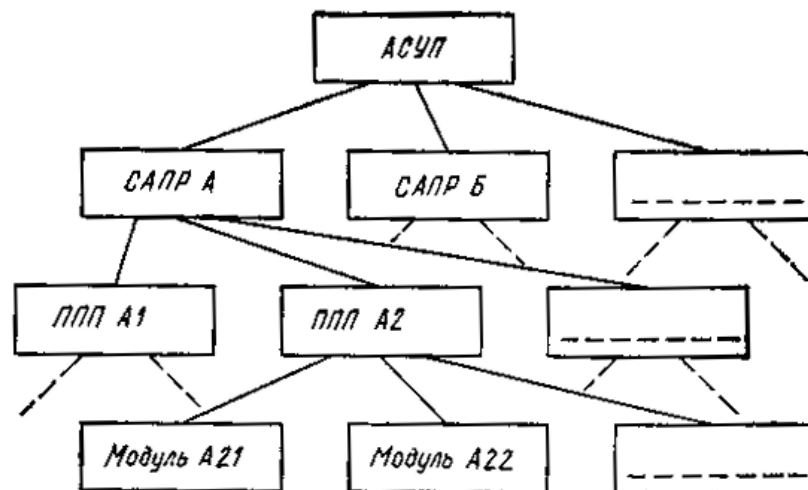 АСУП
САПР А
САПР Б
ППП А1
ППП А2
Модуль А21
Модуль А22